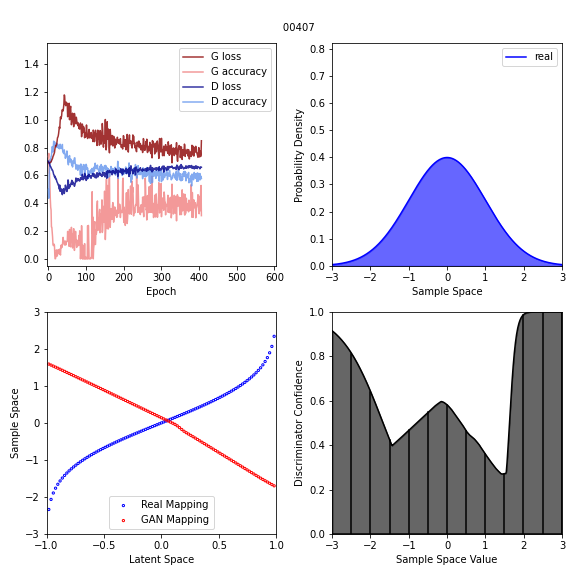 00407
1.4
1.2
1.0
0.8
0.6
0.4
0.2
0.0
0 100 200 300 400 500 600
Epoch
G loss
G accuracy
D loss
D accuracy
Probability Density
0.8
0.7
0.6
0.5
0.4
0.3
0.2
0.1
0.0
−3 −2 −1 0 1 2 3
Sample Space
real
Sample Space
3
2
1
0
−1
−2
−3
−1.0 −0.5 0.0 0.5 1.0
Latent Space
Real Mapping
GAN Mapping
Discriminator Confidence
1.0
0.8
0.6
0.4
0.2
0.0
−3 −2 −1 0 1 2 3
Sample Space Value